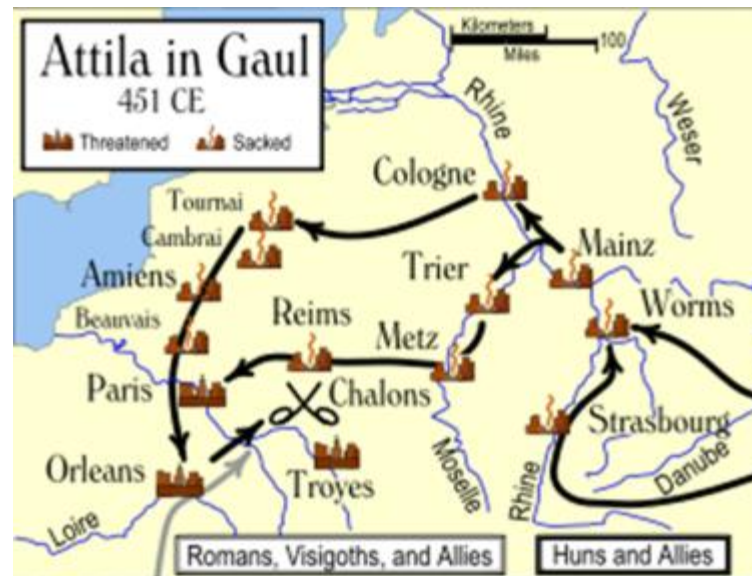 Attila in Gaul
451 CE
Threatened Sacked
Kilometers
100
Miles
Rhine
Weser
Cologne
Tournai
Cambrai
Mainz
Trier
Amiens
Worms
Beauvais
Reims
Metz
Paris
Chalons
Strasbourg
Orleans
Troyes
Moselle
Rhine
Danube
Loire
Romans, Visigoths, and Allies
Huns and Allies